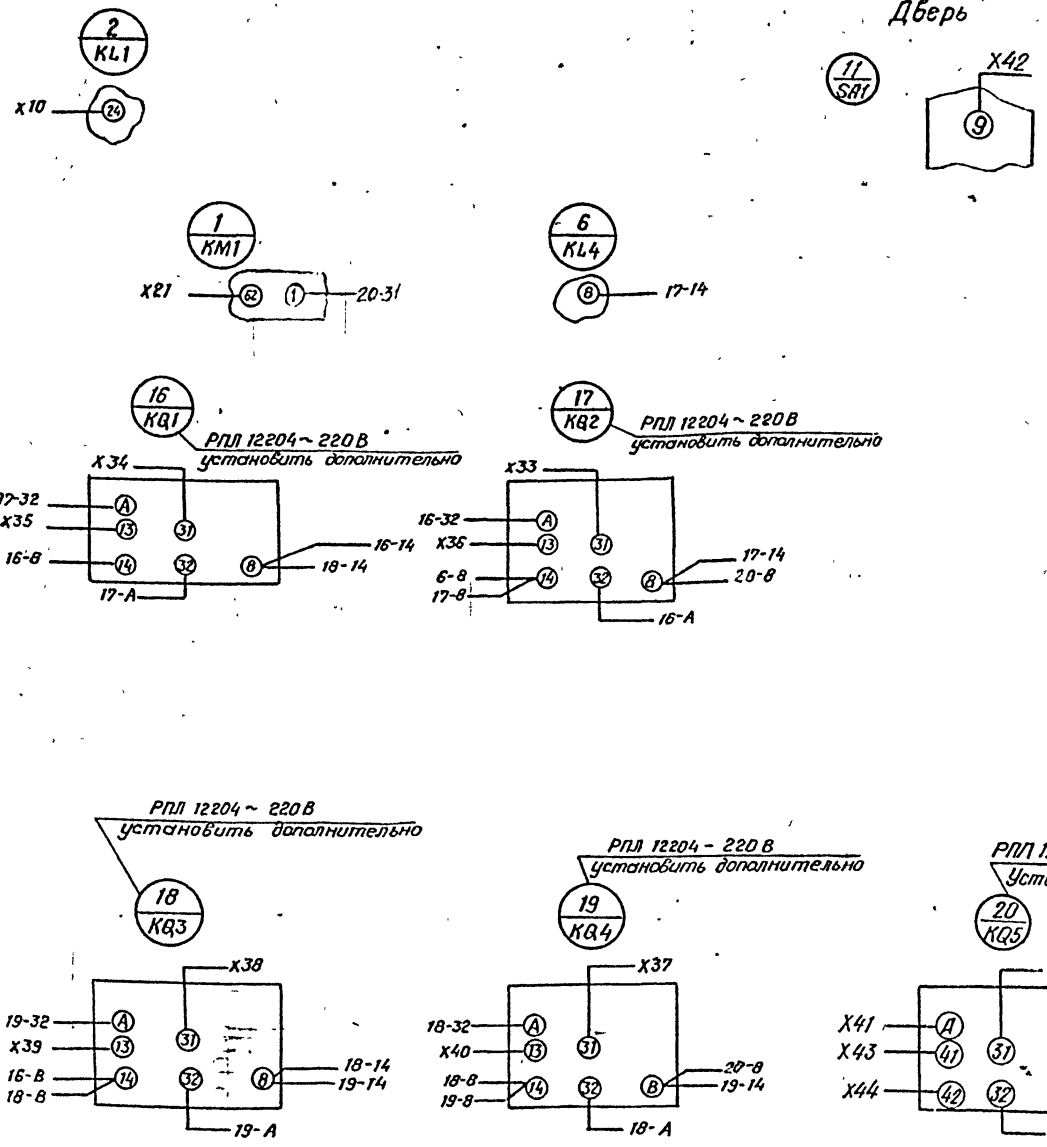 Дверь
2
KL1
X10
24
11
SA1
X42
9
1
KM1
X21
62
1
20-31
6
KL4
8
17-14
16
KQ1
РПЛ 12204~ 220В
установить дополнительно
X34
17-32
A
X35
13
31
16-8
14
32
8
16-14
18-14
17-A
17
KQ2
РПЛ 12204~ 220В
установить дополнительно
X33
16-32
A
X36
13
31
6-8
17-8
14
32
8
17-14
20-8
16-A
РПЛ 12204~ 220В
установить дополнительно
18
KQ3
X38
19-32
A
X39
13
31
16-8
18-8
14
32
8
18-14
19-14
19-A
РПЛ 12204- 220В
установить дополнительно
19
KQ4
X37
18-32
A
X40
13
31
18-8
19-8
14
32
8
20-8
19-14
18-A
РПЛ 1
Уст
20
KQ5
X41
A
X43
41
31
X44
42
32